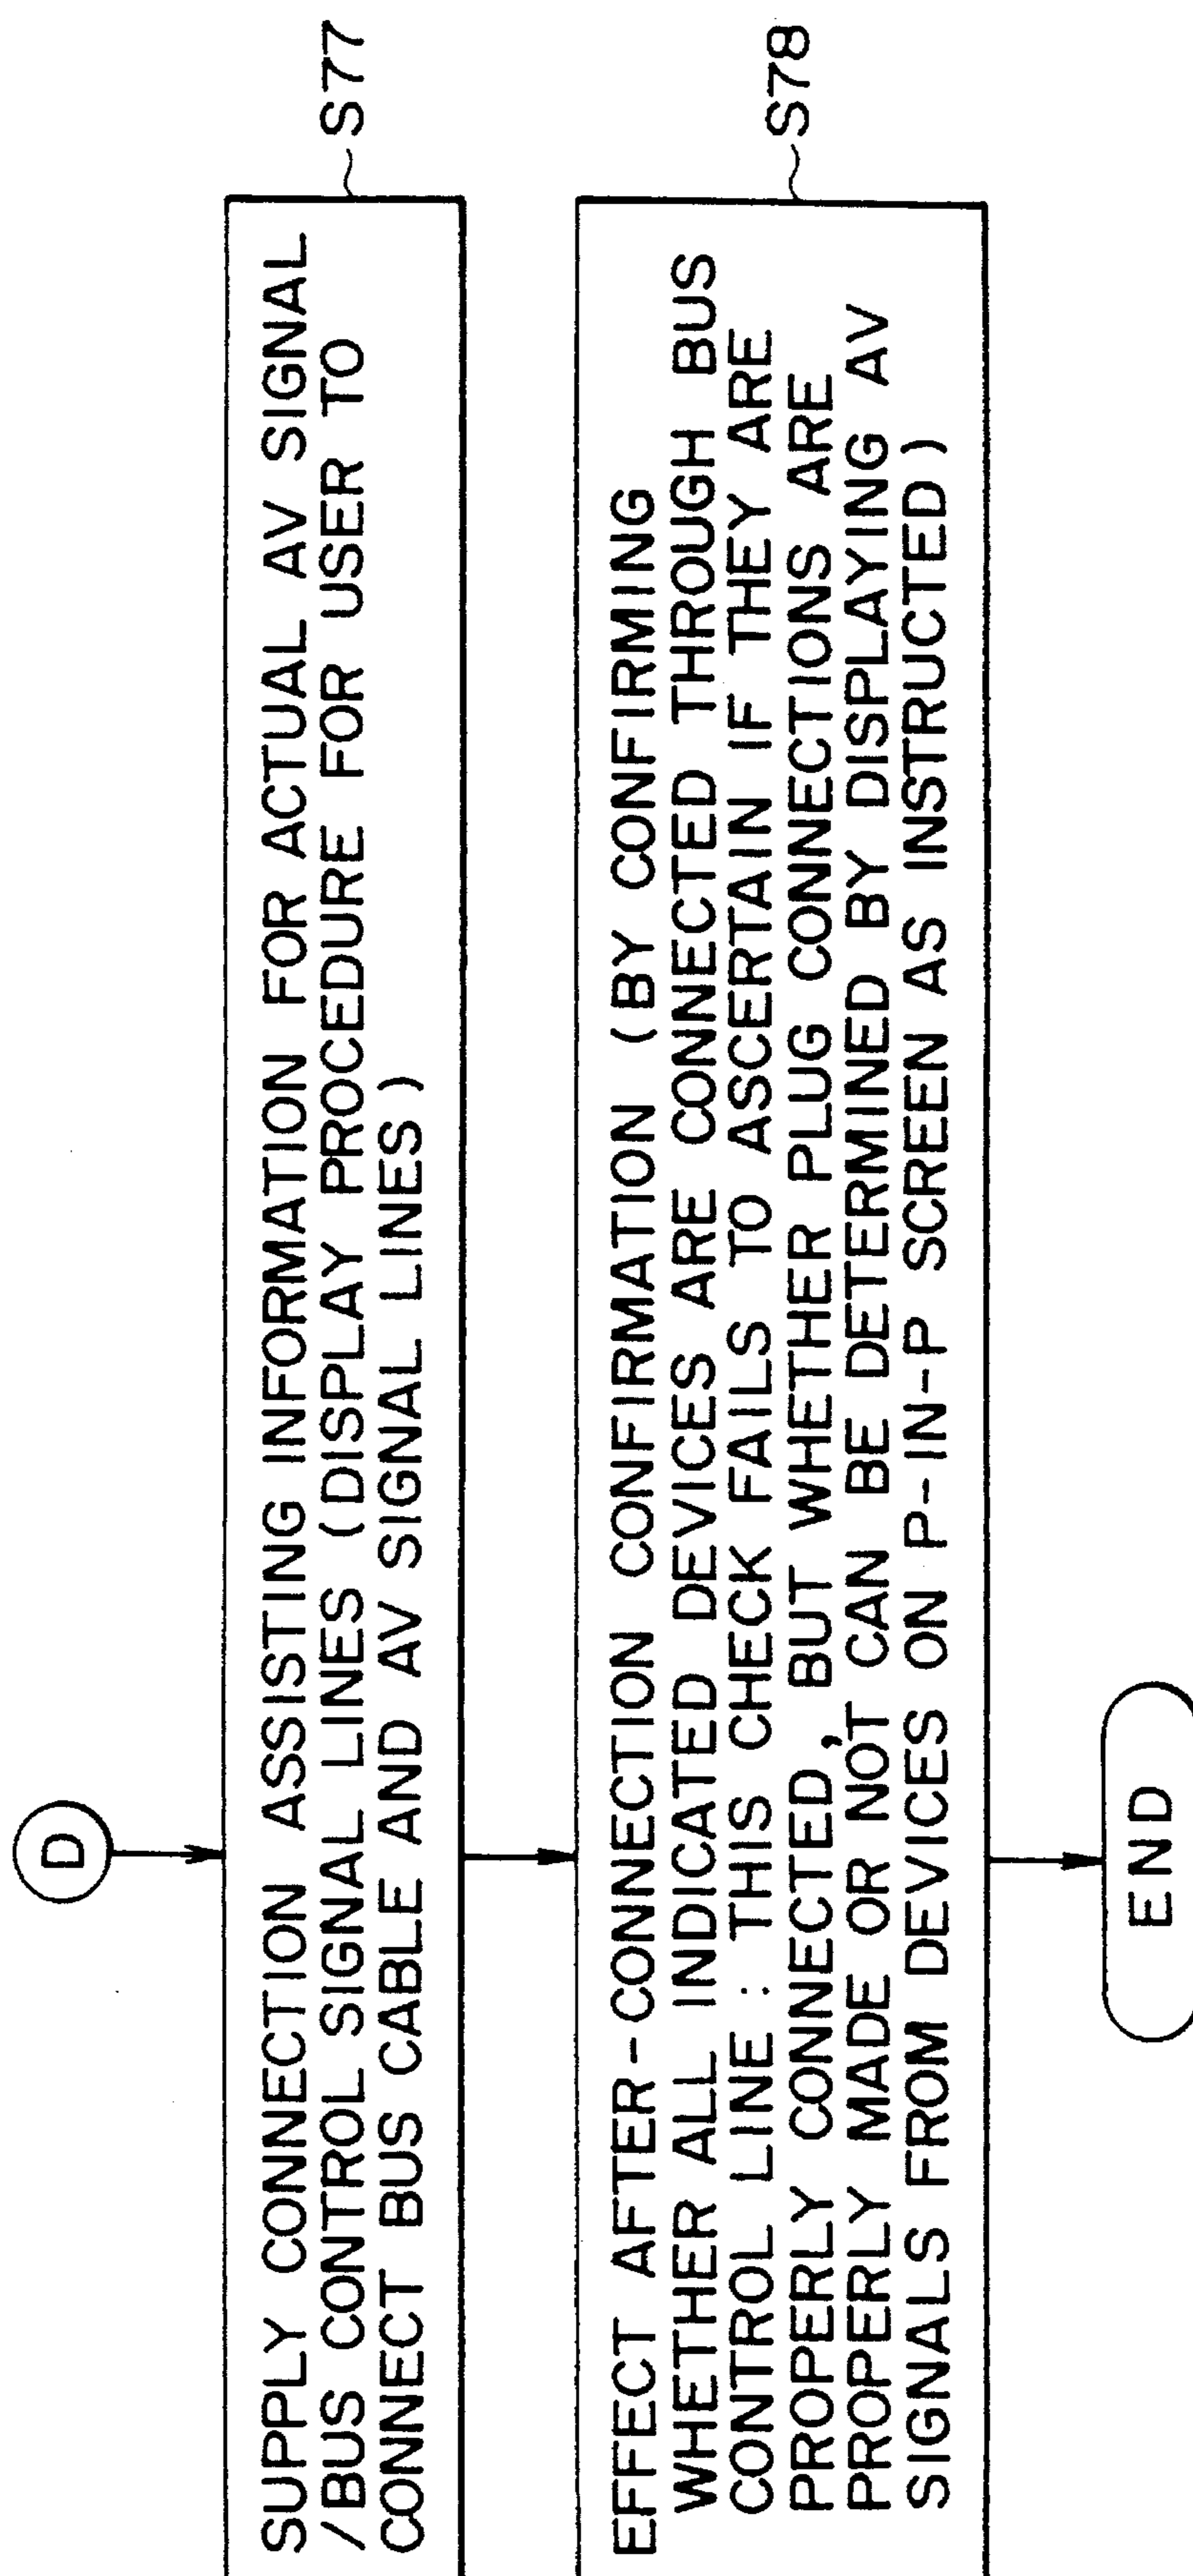 D
SUPPLY CONNECTION ASSISTING INFORMATION FOR ACTUAL AV SIGNAL
/BUS CONTROL SIGNAL LINES (DISPLAY PROCEDURE FOR USER TO
CONNECT BUS CABLE AND AV SIGNAL LINES)
S77
EFFECT AFTER-CONNECTION CONFIRMATION (BY CONFIRMING
WHETHER ALL INDICATED DEVICES ARE CONNECTED THROUGH BUS
CONTROL LINE : THIS CHECK FAILS TO ASCERTAIN IF THEY ARE
PROPERLY CONNECTED, BUT WHETHER PLUG CONNECTIONS ARE
PROPERLY MADE OR NOT CAN BE DETERMINED BY DISPLAYING AV
SIGNALS FROM DEVICES ON P-IN-P SCREEN AS INSTRUCTED)
S78
END